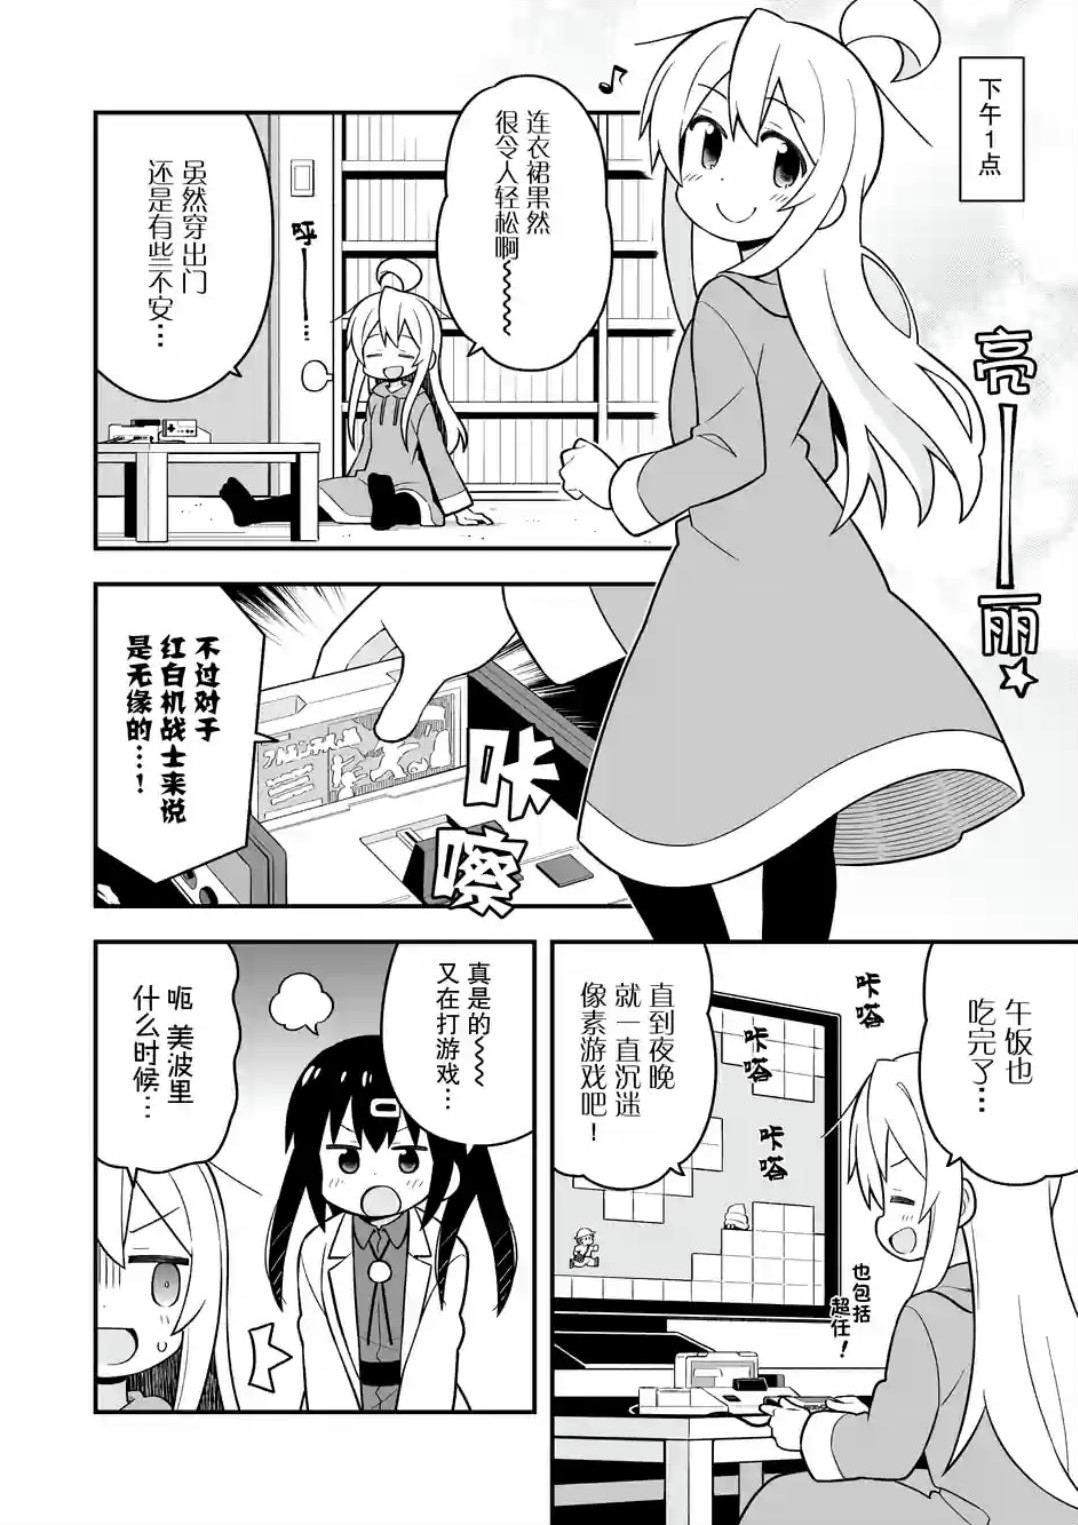 下午1点
亮——丽
♪
连衣裙果然
很令人轻松啊～～～
呼——…
虽然穿出门
还是有些不安…
不过对于
红白机战士来说
是无缘的…！
咔
嚓
午饭也
吃完了…
咔嗒
咔嗒
咔嗒
直到夜晚
就一直沉迷
像素游戏吧！
也包括
超任！
真是的～～
又在打游戏…
呃 美波里
什么时候…